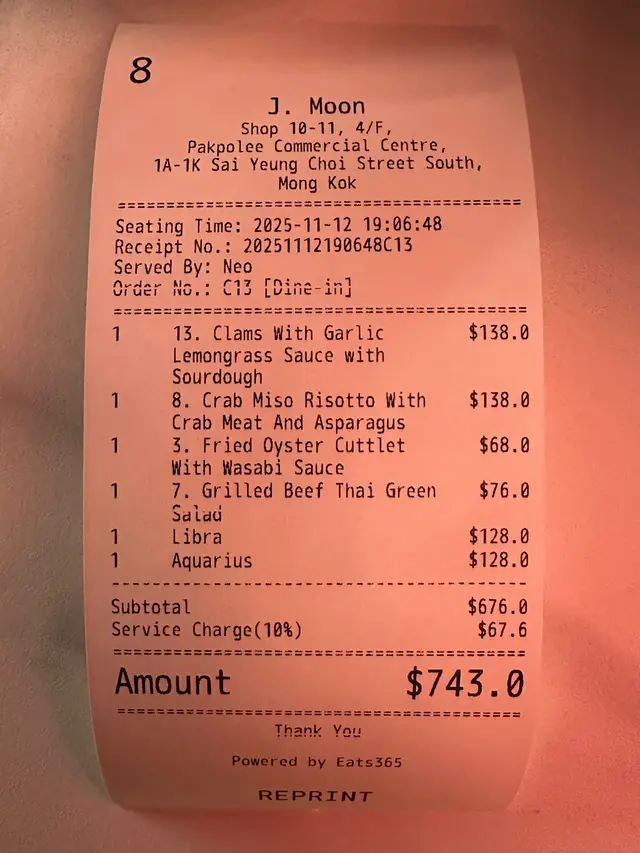 8
J. Moon
Shop 10-11, 4/F,
Pakpolee Commercial Centre,
1A-1K Sai Yeung Choi Street South,
Mong Kok
================================================
Seating Time: 2025-11-12 19:06:48
Receipt No.: 20251112190648C13
Served By: Neo
Order No.: C13 [Dine-in]
================================================
1 13. Clams With Garlic $138.0
Lemongrass Sauce with
Sourdough
1 8. Crab Miso Risotto With $138.0
Crab Meat And Asparagus
1 3. Fried Oyster Cuttlet $68.0
With Wasabi Sauce
1 7. Grilled Beef Thai Green $76.0
Salad
1 Libra $128.0
1 Aquarius $128.0
------------------------------------------------
Subtotal $676.0
Service Charge(10%) $67.6
================================================
Amount $743.0
================================================
Thank You
Powered by Eats365
REPRINT